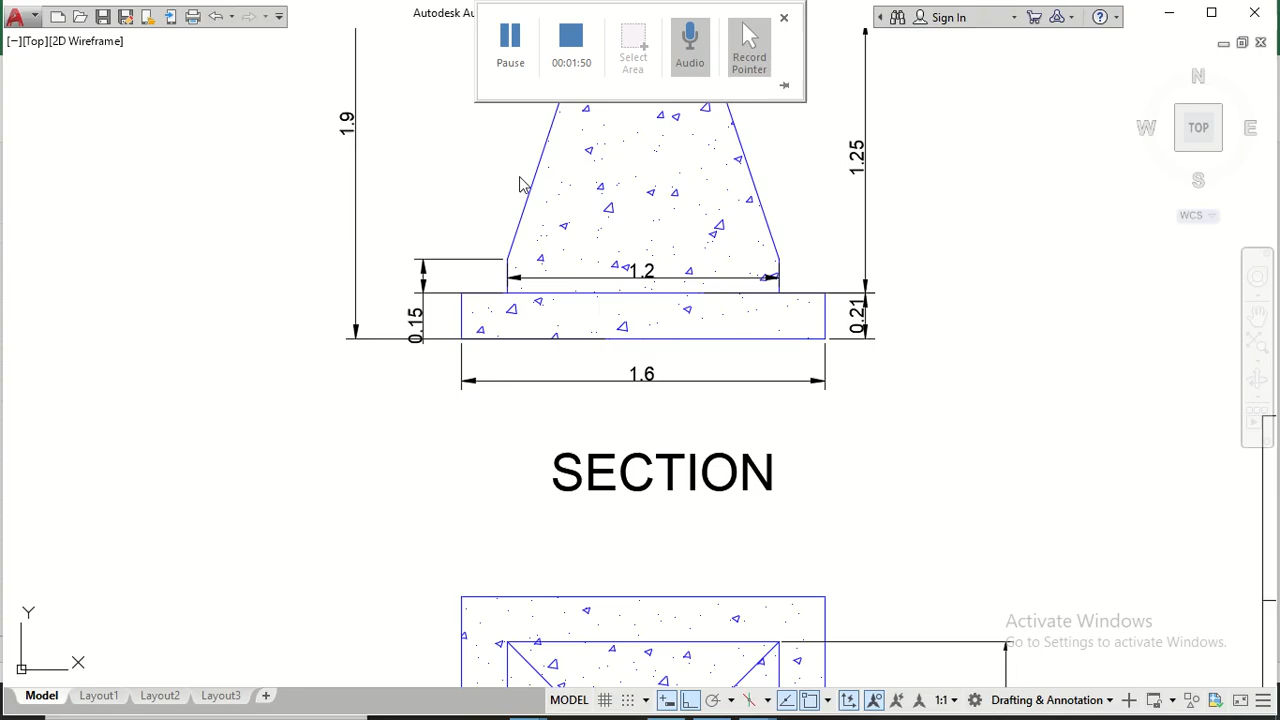 Autodesk Au
Sign In
[−][Top][2D Wireframe]
Pause
00:01:50
Select Area
Audio
Record Pointer
N
W
TOP
E
S
WCS
1.9
1.25
1.2
0.15
0.21
1.6
SECTION
Activate Windows
Go to Settings to activate Windows.
Y
X
Model
Layout1
Layout2
Layout3
+
MODEL
1:1
Drafting & Annotation